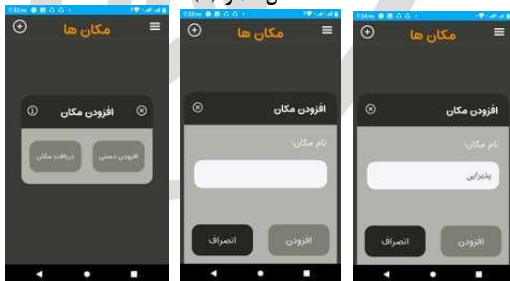 مکان ها
افزودن مکان
افزودن دستی
دریافت مکان
مکان ها
افزودن مکان
نام مکان:
افزودن
انصراف
مکان ها
افزودن مکان
نام مکان:
پذیرایی
افزودن
انصراف